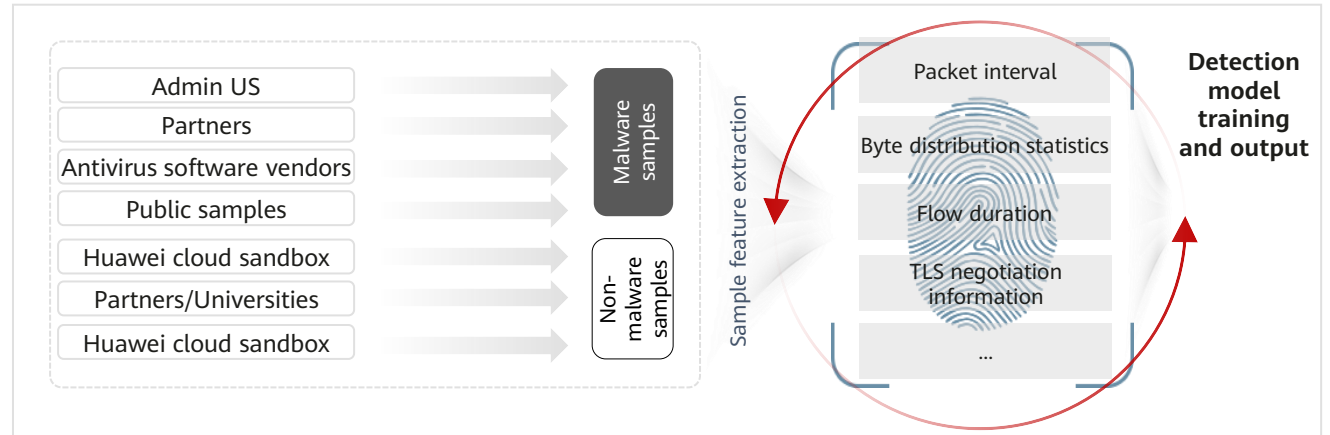 Admin US
Partners
Antivirus software vendors
Public samples
Huawei cloud sandbox
Partners/Universities
Huawei cloud sandbox
Malware
samples
Non-
malware
samples
Sample feature extraction
Packet interval
Byte distribution statistics
Flow duration
TLS negotiation
information
...
Detection
model
training
and output